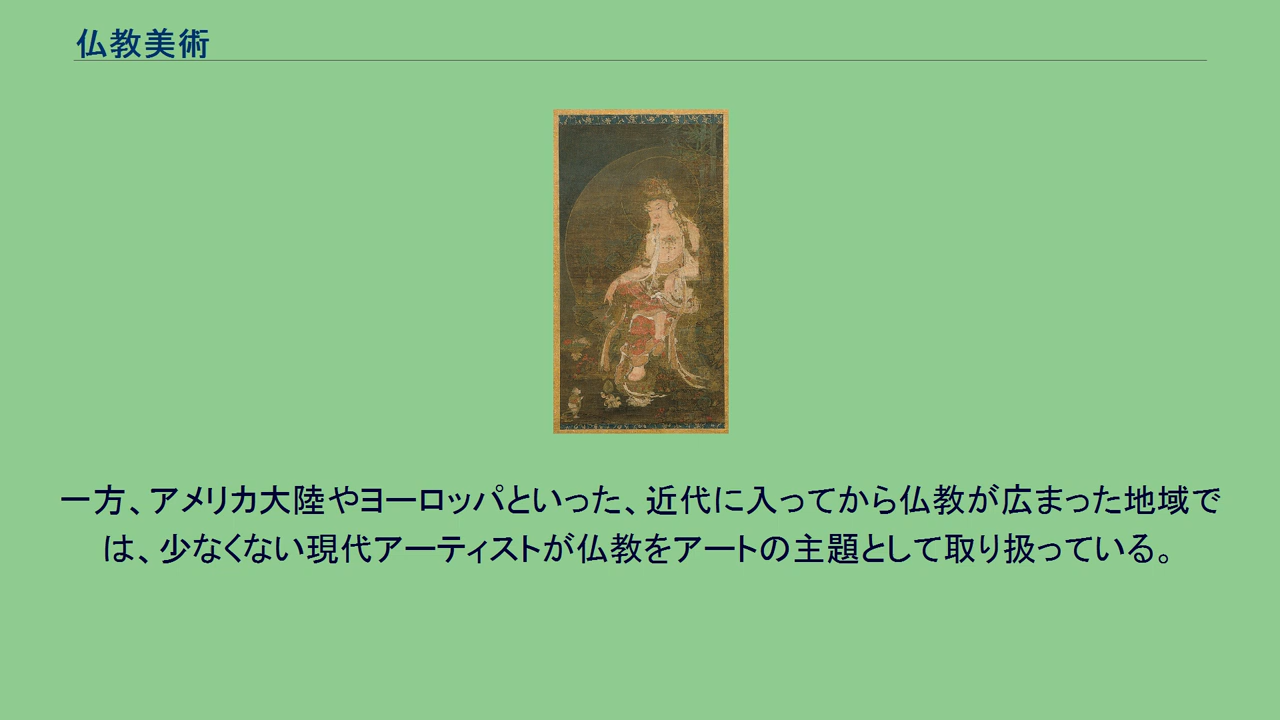 仏教美術
一方、アメリカ大陸やヨーロッパといった、近代に入ってから仏教が広まった地域で
は、少なくない現代アーティストが仏教をアートの主題として取り扱っている。